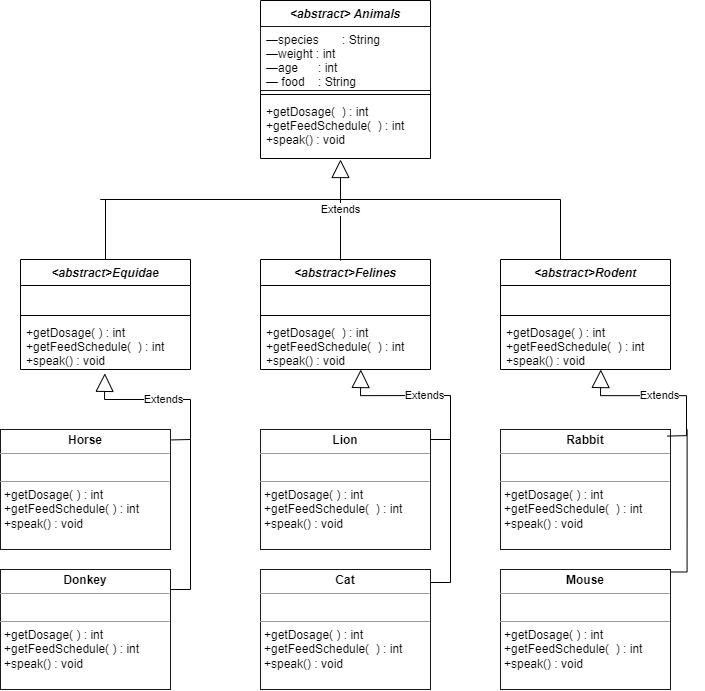 <abstract> Animals
—species : String
—weight : int
—age : int
— food : String
+getDosage( ) : int
+getFeedSchedule( ) : int
+speak() : void
Extends
<abstract>Equidae
+getDosage( ) : int
+getFeedSchedule( ) : int
+speak() : void
<abstract>Felines
+getDosage( ) : int
+getFeedSchedule( ) : int
+speak() : void
<abstract>Rodent
+getDosage( ) : int
+getFeedSchedule( ) : int
+speak() : void
Extends
Extends
Extends
Horse
+getDosage( ) : int
+getFeedSchedule( ) : int
+speak() : void
Lion
+getDosage( ) : int
+getFeedSchedule( ) : int
+speak() : void
Rabbit
+getDosage( ) : int
+getFeedSchedule( ) : int
+speak() : void
Donkey
+getDosage( ) : int
+getFeedSchedule( ) : int
+speak() : void
Cat
+getDosage( ) : int
+getFeedSchedule( ) : int
+speak() : void
Mouse
+getDosage( ) : int
+getFeedSchedule( ) : int
+speak() : void